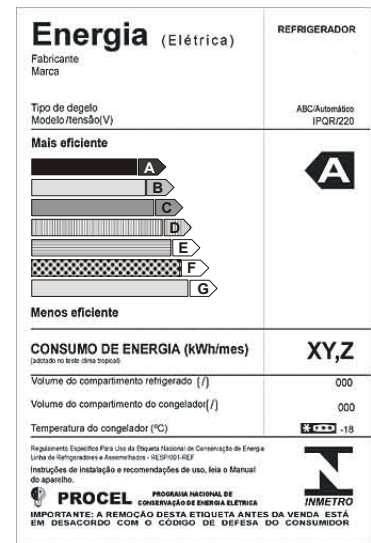 Energia (Elétrica)
REFRIGERADOR
Fabricante
Marca
Tipo de degelo
ABC/Automático
Modelo/tensão(V)
IPQR/220
Mais eficiente
A
A
B
C
D
E
F
G
Menos eficiente
CONSUMO DE ENERGIA (kWh/mes)
XY,Z
(adotado no teste clima tropical)
Volume do compartimento refrigerado (/)
000
Volume do compartimento do congelador(/)
000
Temperatura do congelador (ºC)
-18
Regulamento Específico Para Uso da Etiqueta Nacional de Conservação de Energia
Linha de Refrigeradores e Assemelhados - RESP/001-REF
Instruções de instalação e recomendações de uso, leia o Manual
do aparelho.
PROCEL
PROGRAMA NACIONAL DE
CONSERVAÇÃO DE ENERGIA ELÉTRICA
INMETRO
IMPORTANTE: A REMOÇÃO DESTA ETIQUETA ANTES DA VENDA ESTÁ
EM DESACORDO COM O CÓDIGO DE DEFESA DO CONSUMIDOR